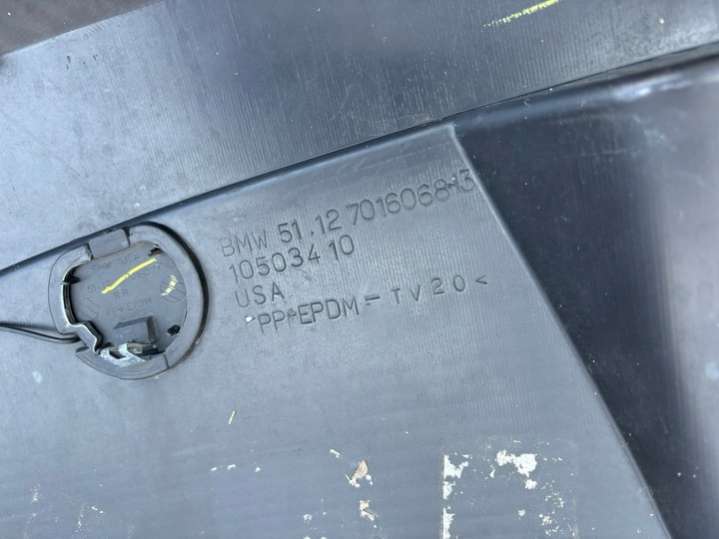 BMW 51.12 7016068-13
10503410
USA
>PP+EPDM-TV20<